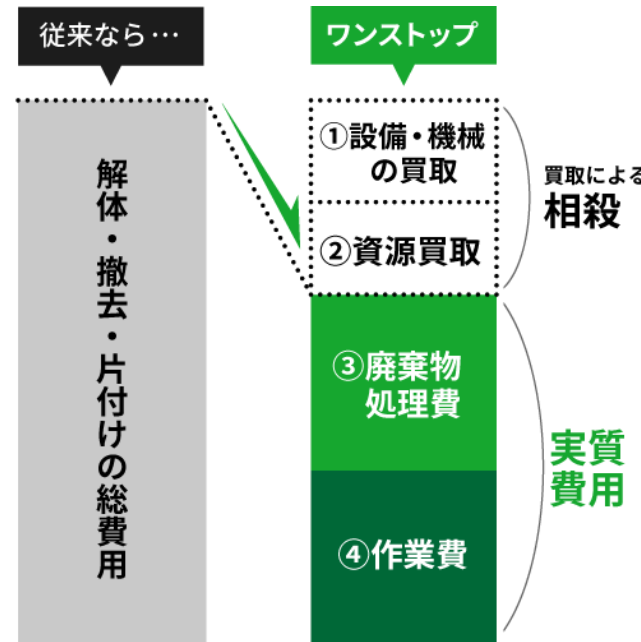 従来なら…
ワンストップ
解体・撤去・片付けの総費用
①設備・機械
の買取
②資源買取
買取による
相殺
③廃棄物
処理費
④作業費
実質
費用